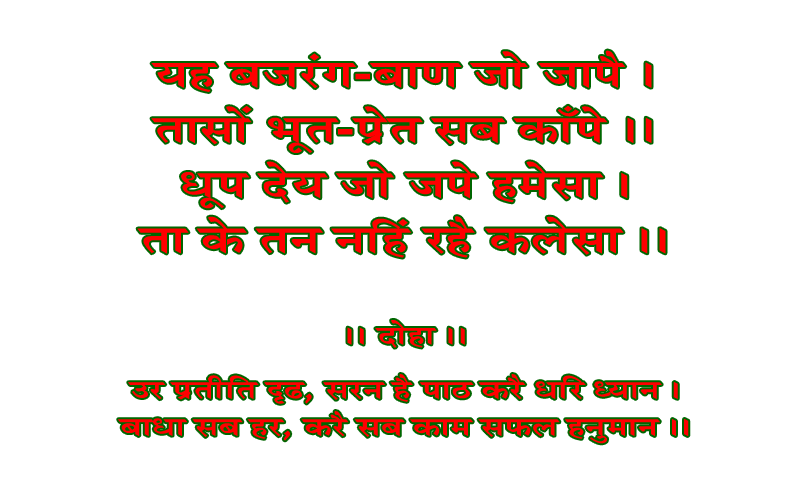 यह बजरंग-बाण जो जापै ।
तासों भूत-प्रेत सब काँपे ।।
धूप देय जो जपे हमेसा ।
ता के तन नहिं रहै कलेसा ।।
।। दोहा ।।
डर प्रतीति दृढ, सरन है पाठ करै धरि ध्यान ।
बाधा सब हर, करै सब काम सफल हनुमान ।।